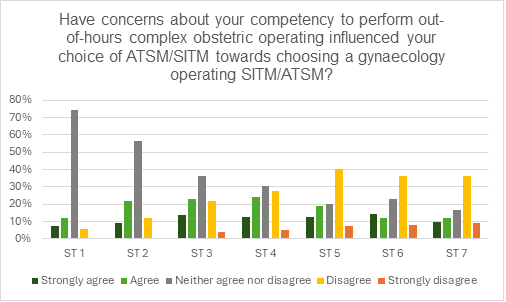 Have concerns about your competency to perform out-
of-hours complex obstetric operating influenced your
choice of ATSM/SITM towards choosing a gynaecology
operating SITM/ATSM?
80%
70%
60%
50%
40%
30%
20%
10%
0%
ST 1 ST 2 ST 3 ST 4 ST 5 ST 6 ST 7
Strongly agree Agree Neither agree nor disagree Disagree Strongly disagree